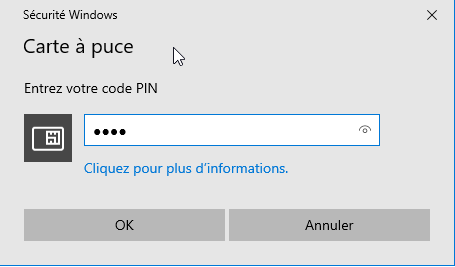 Sécurité Windows
Carte à puce
Entrez votre code PIN
●●●●
Cliquez pour plus d'informations.
OK
Annuler